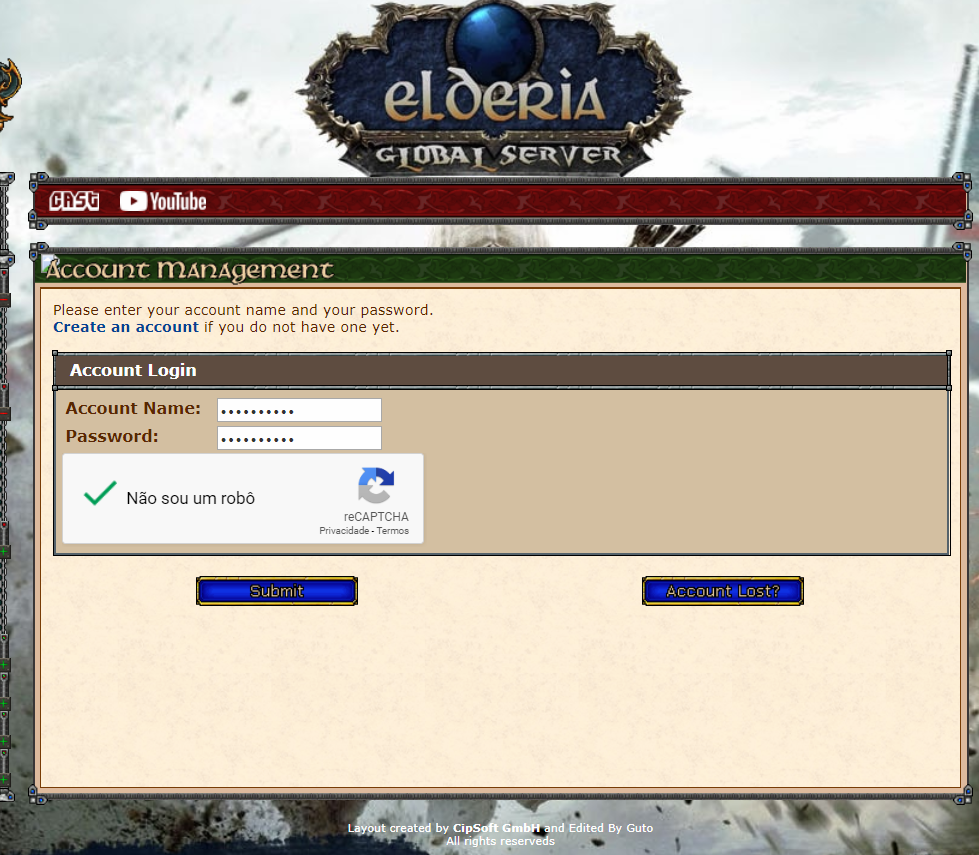 elderia
GLOBAL SERVER
CAST YouTube
Account Management
Please enter your account name and your password.
Create an account if you do not have one yet.
Account Login
Account Name: ••••••••••
Password: ••••••••••
Não sou um robô
reCAPTCHA
Privacidade - Termos
Submit Account Lost?
Layout created by CipSoft GmbH and Edited By Guto
All rights reserveds